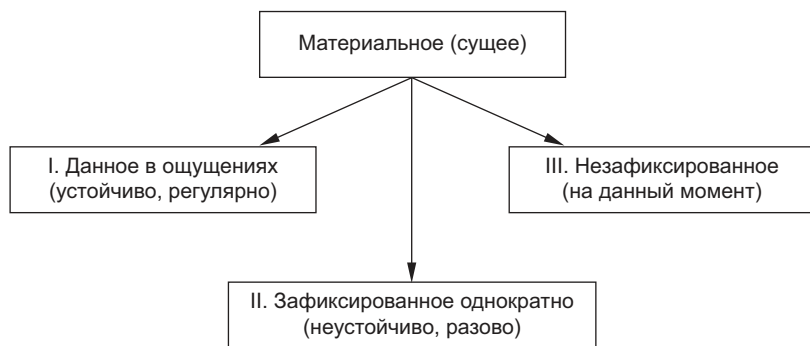 Материальное (сущее)
I. Данное в ощущениях
(устойчиво, регулярно)
III. Незафиксированное
(на данный момент)
II. Зафиксированное однократно
(неустойчиво, разово)